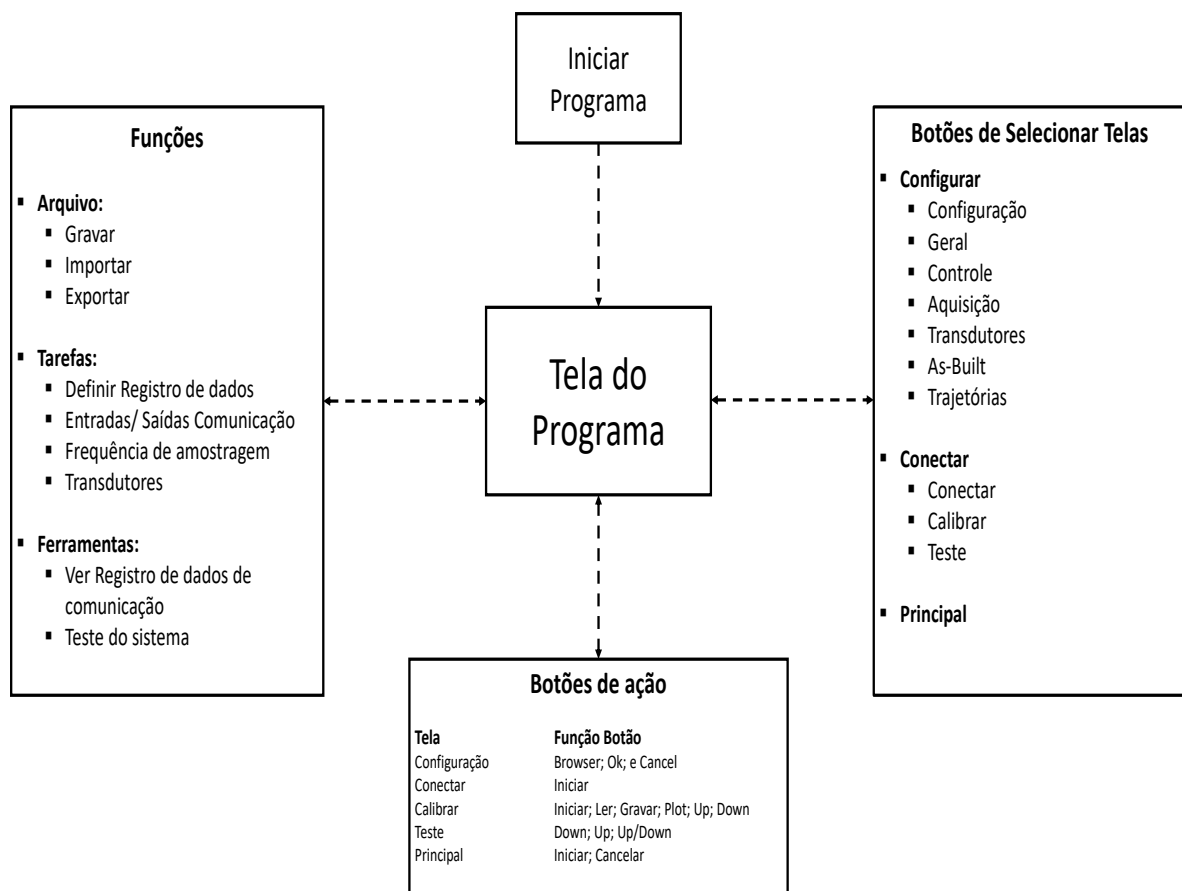 Iniciar
Programa
Funções
Arquivo:
Gravar
Importar
Exportar
Tarefas:
Definir Registro de dados
Entradas/ Saídas Comunicação
Frequência de amostragem
Transdutores
Ferramentas:
Ver Registro de dados de
comunicação
Teste do sistema
Tela do
Programa
Botões de Selecionar Telas
Configurar
Configuração
Geral
Controle
Aquisição
Transdutores
As-Built
Trajetórias
Conectar
Conectar
Calibrar
Teste
Principal
Botões de ação
Tela Função Botão
Configuração Browser; Ok; e Cancel
Conectar Iniciar
Calibrar Iniciar; Ler; Gravar; Plot; Up; Down
Teste Down; Up; Up/Down
Principal Iniciar; Cancelar